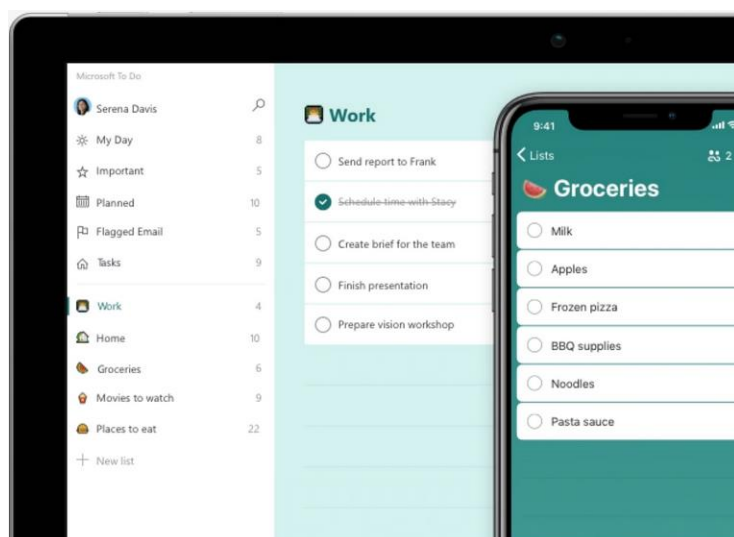 Microsoft To Do
Serena Davis
My Day 8
Important 5
Planned 10
Flagged Email 5
Tasks 9
Work 4
Home 10
Groceries 6
Movies to watch 9
Places to eat 22
New list
Work
Send report to Frank
Schedule time with Stacy
Create brief for the team
Finish presentation
Prepare vision workshop
9:41
Lists 2
Groceries
Milk
Apples
Frozen pizza
BBQ supplies
Noodles
Pasta sauce